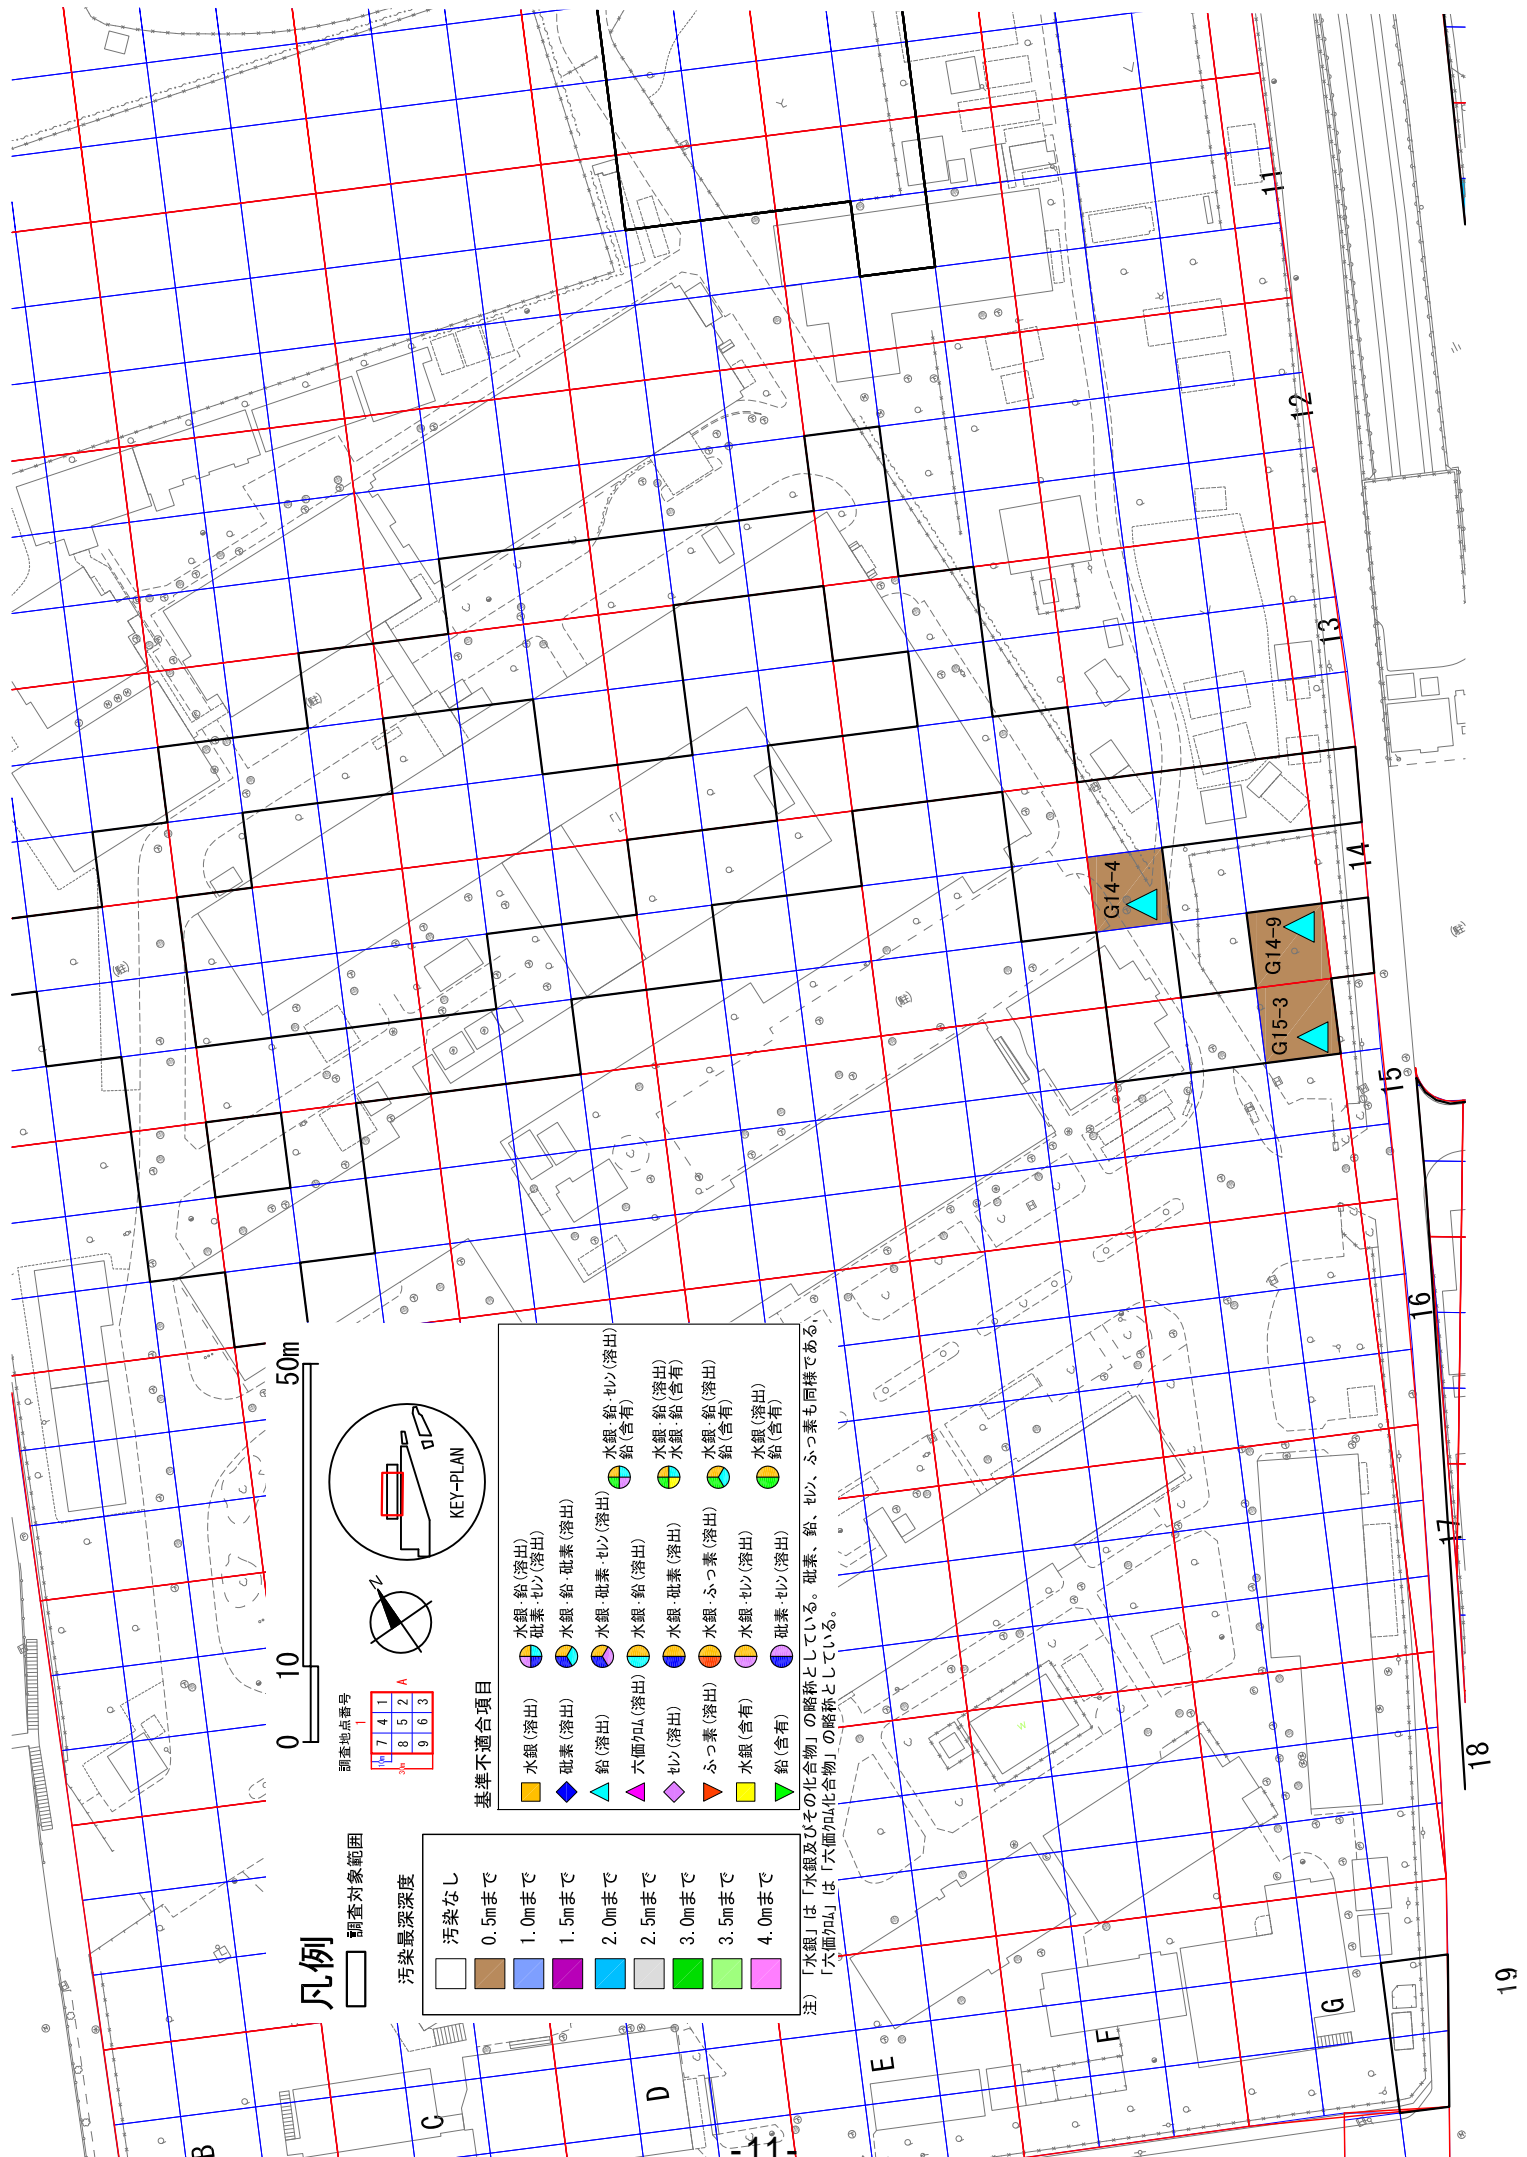 凡例
調査対象範囲
汚染最深深度
汚染なし
0.5mまで
1.0mまで
1.5mまで
2.0mまで
2.5mまで
3.0mまで
3.5mまで
4.0mまで
調査地点番号
1
10m
30m
7 4 1
8 5 2
9 6 3
A
0 10 50m
N
KEY-PLAN
基準不適合項目
水銀(溶出)
砒素(溶出)
鉛(溶出)
六価クロム(溶出)
セレン(溶出)
ふっ素(溶出)
水銀(含有)
鉛(含有)
水銀・鉛(溶出)
砒素・セレン(溶出)
水銀・鉛・砒素(溶出)
水銀・砒素・セレン(溶出)
水銀・鉛(溶出)
水銀・砒素(溶出)
水銀・ふっ素(溶出)
水銀・セレン(溶出)
砒素・セレン(溶出)
水銀・鉛・セレン(溶出)
鉛(含有)
水銀・鉛(溶出)
水銀・鉛(含有)
水銀・鉛(溶出)
鉛(含有)
水銀(溶出)
鉛(含有)
注)「水銀」は「水銀及びその化合物」の略称としている。砒素、鉛、セレン、ふっ素も同様である。
「六価クロム」は「六価クロム化合物」の略称としている。
G14-4
G14-9
G15-3
11
12
13
14
15
16
17
18
19
B
C
D
E
F
G
-11-